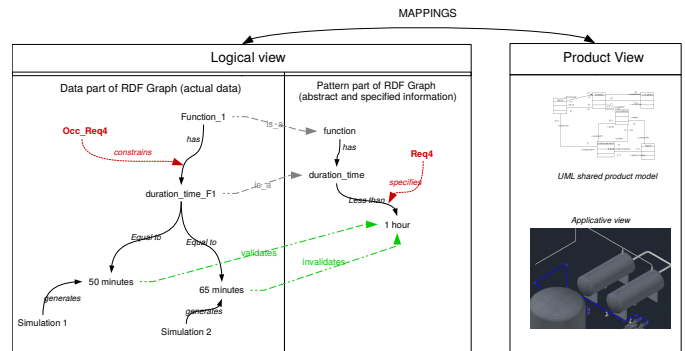 MAPPINGS
Logical view
Product View
Data part of RDF Graph (actual data)
Pattern part of RDF Graph
(abstract and specified information)
Function_1
is_a
function
Occ_Req4
has
has
Req4
constrains
duration_time
specifies
duration_time_F1
is_a
Less than
UML shared product model
1 hour
Applicative view
Equal to
Equal to
validates
invalidates
50 minutes
65 minutes
generates
generates
Simulation 1
Simulation 2